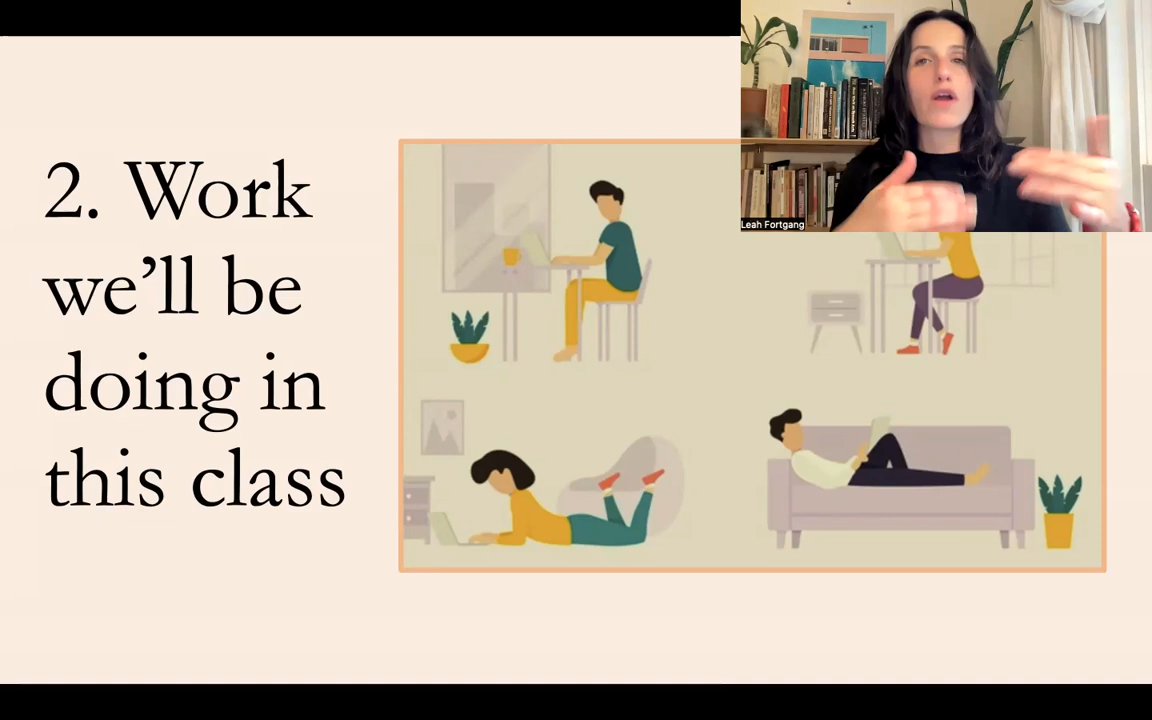 2. Work
we’ll be
doing in
this class
Leah Fortgang